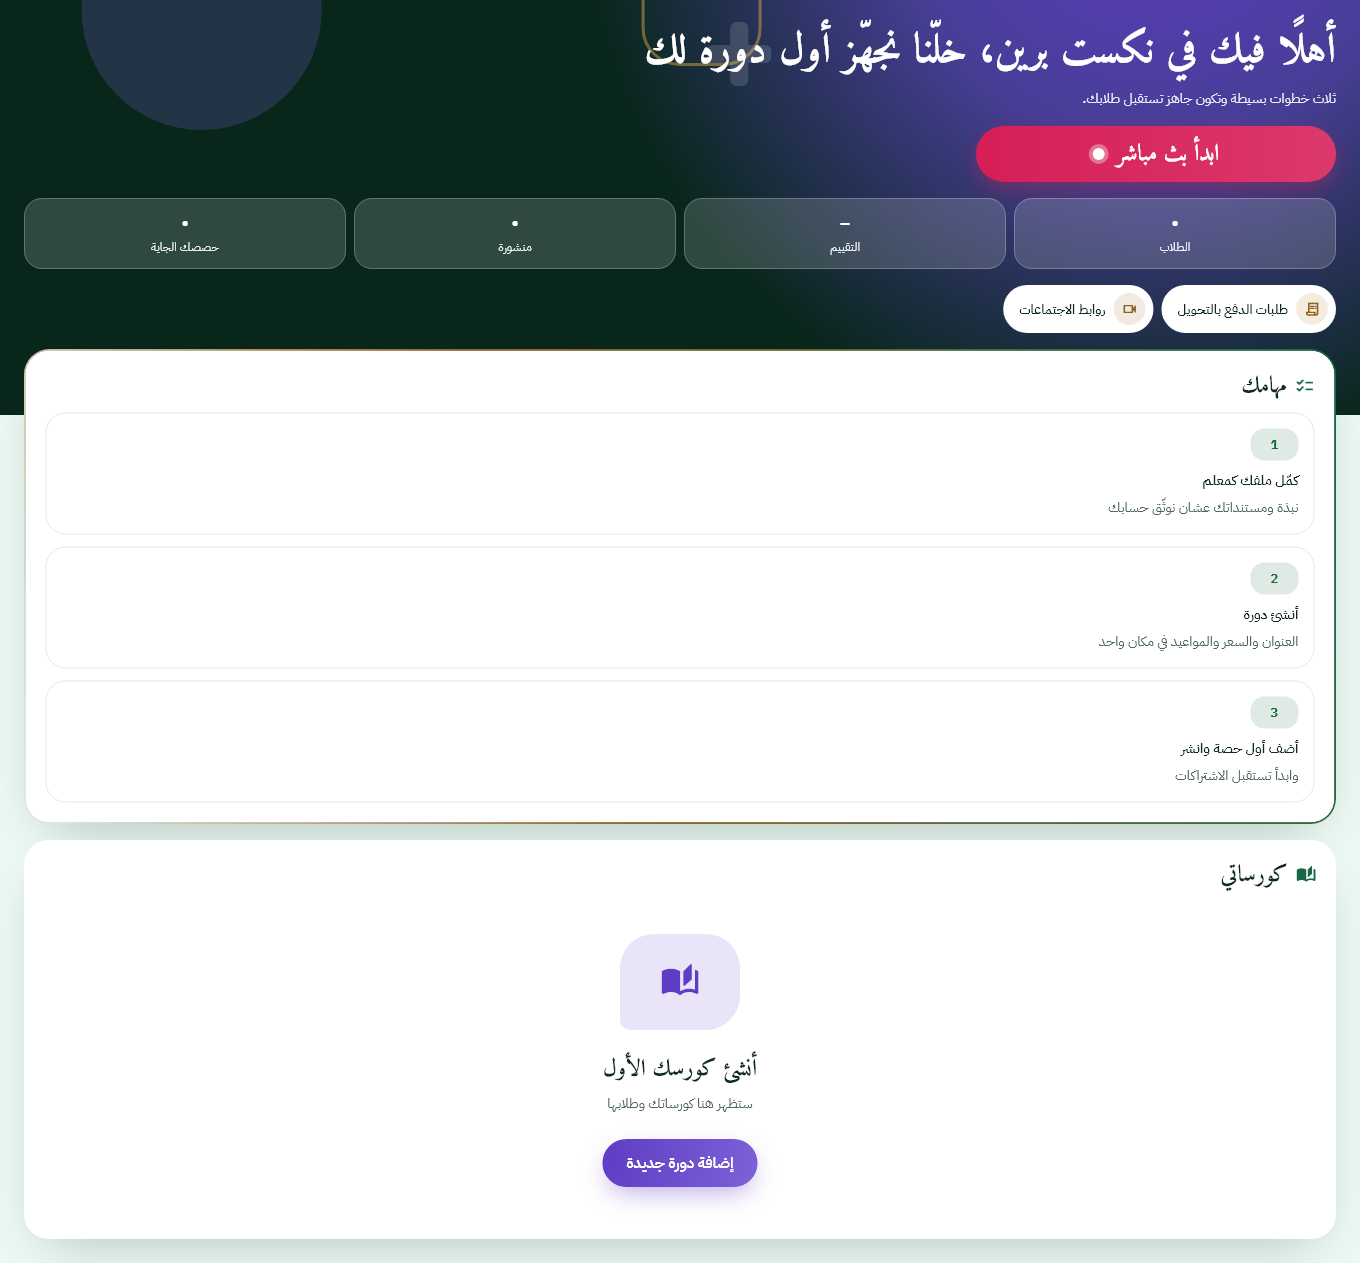 أهلًا فيك في نكست برين، خلّنا نجهّز أول دورة لك
ثلاث خطوات بسيطة وتكون جاهز تستقبل طلابك.
ابدأ بث مباشر
٠
الطلاب
—
التقييم
٠
منشورة
٠
حصصك الجاية
طلبات الدفع بالتحويل
روابط الاجتماعات
مهامك
1
كمّل ملفك كمعلم
نبذة ومستنداتك عشان نوثّق حسابك
2
أنشئ دورة
العنوان والسعر والمواعيد في مكان واحد
3
أضف أول حصة وانشر
وابدأ تستقبل الاشتراكات
كورساتي
أنشئ كورسك الأول
ستظهر هنا كورساتك وطلابها
إضافة دورة جديدة